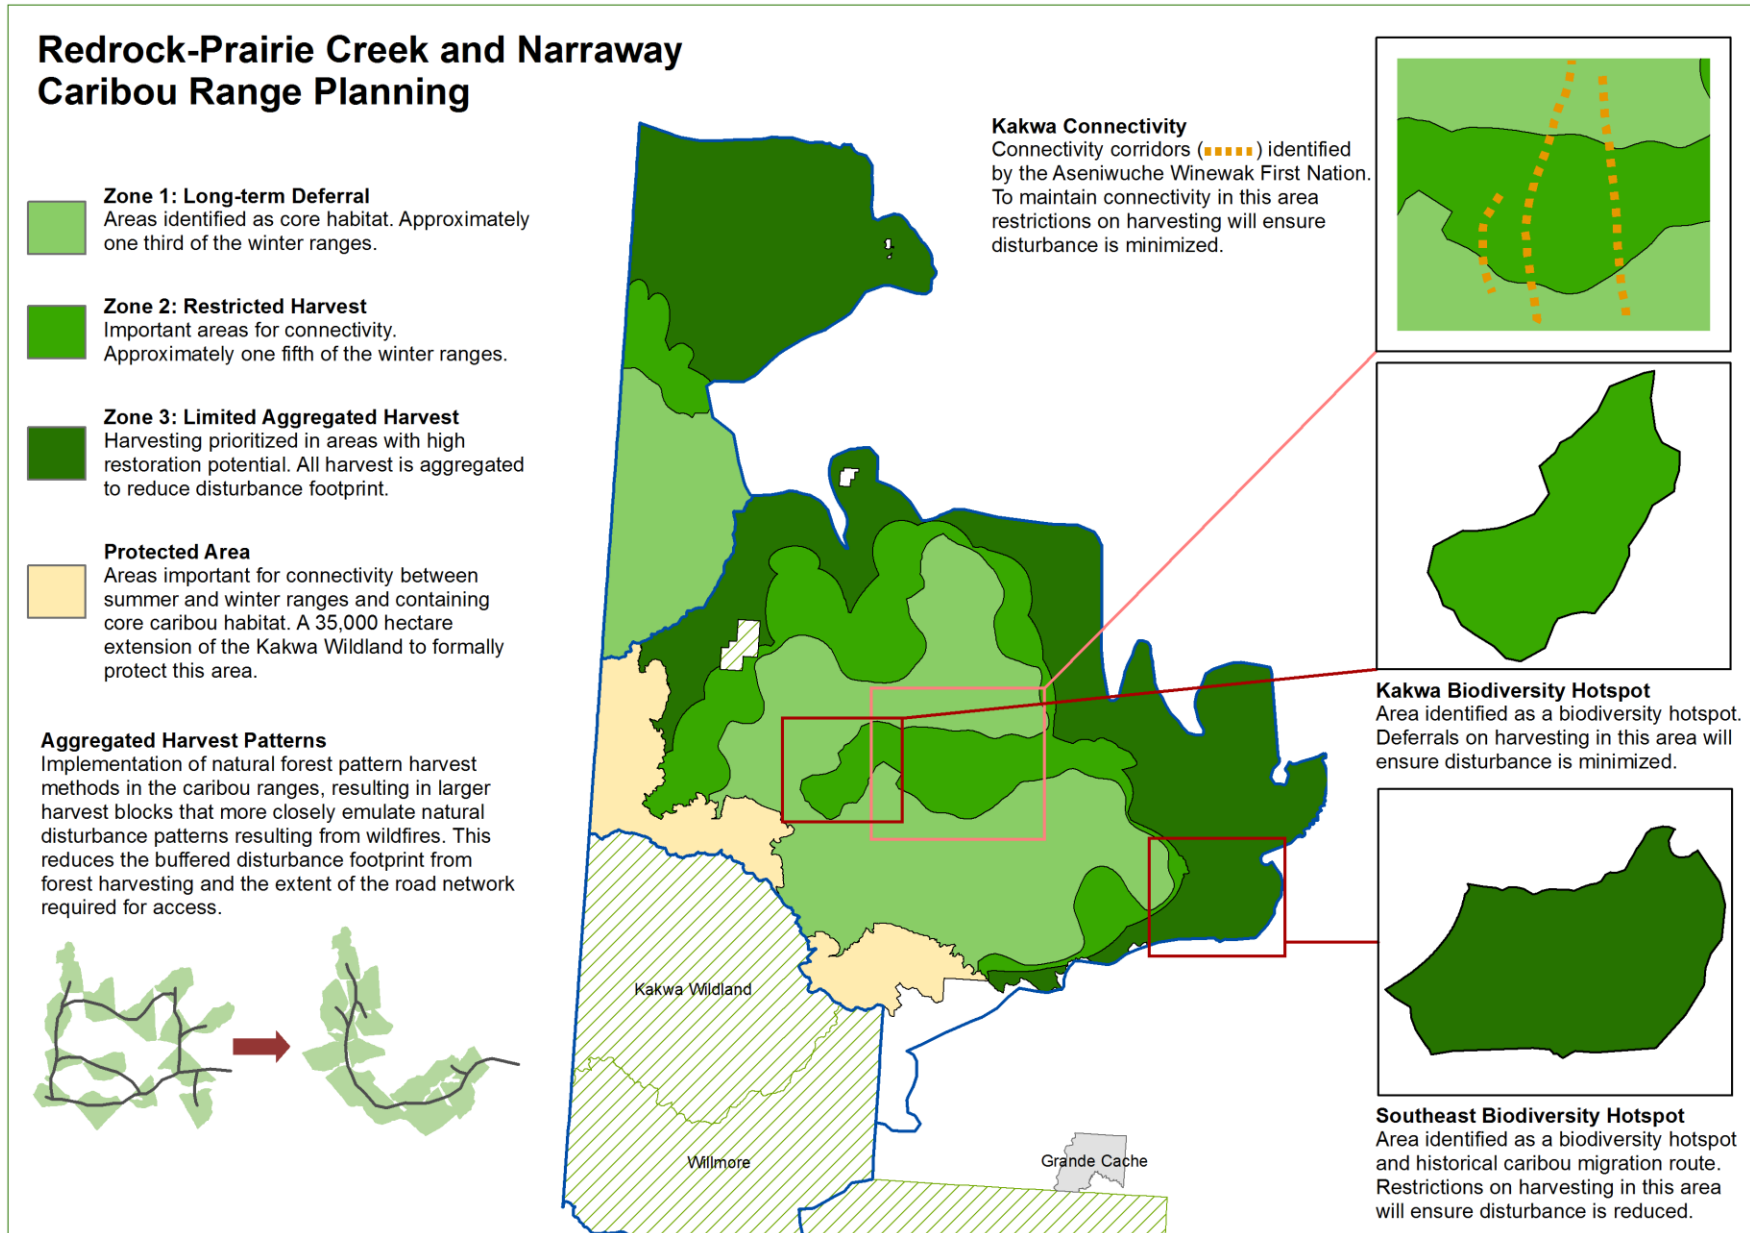 Redrock-Prairie Creek and Narraway
Caribou Range Planning
Zone 1: Long-term Deferral
Areas identified as core habitat. Approximately
one third of the winter ranges.
Zone 2: Restricted Harvest
Important areas for connectivity.
Approximately one fifth of the winter ranges.
Zone 3: Limited Aggregated Harvest
Harvesting prioritized in areas with high
restoration potential. All harvest is aggregated
to reduce disturbance footprint.
Protected Area
Areas important for connectivity between
summer and winter ranges and containing
core caribou habitat. A 35,000 hectare
extension of the Kakwa Wildland to formally
protect this area.
Aggregated Harvest Patterns
Implementation of natural forest pattern harvest
methods in the caribou ranges, resulting in larger
harvest blocks that more closely emulate natural
disturbance patterns resulting from wildfires. This
reduces the buffered disturbance footprint from
forest harvesting and the extent of the road network
required for access.
Kakwa Connectivity
Connectivity corridors ( ) identified
by the Aseniwuche Winewak First Nation.
To maintain connectivity in this area
restrictions on harvesting will ensure
disturbance is minimized.
Kakwa Biodiversity Hotspot
Area identified as a biodiversity hotspot.
Deferrals on harvesting in this area will
ensure disturbance is minimized.
Southeast Biodiversity Hotspot
Area identified as a biodiversity hotspot
and historical caribou migration route.
Restrictions on harvesting in this area
will ensure disturbance is reduced.
Kakwa Wildland
Willmore
Grande Cache